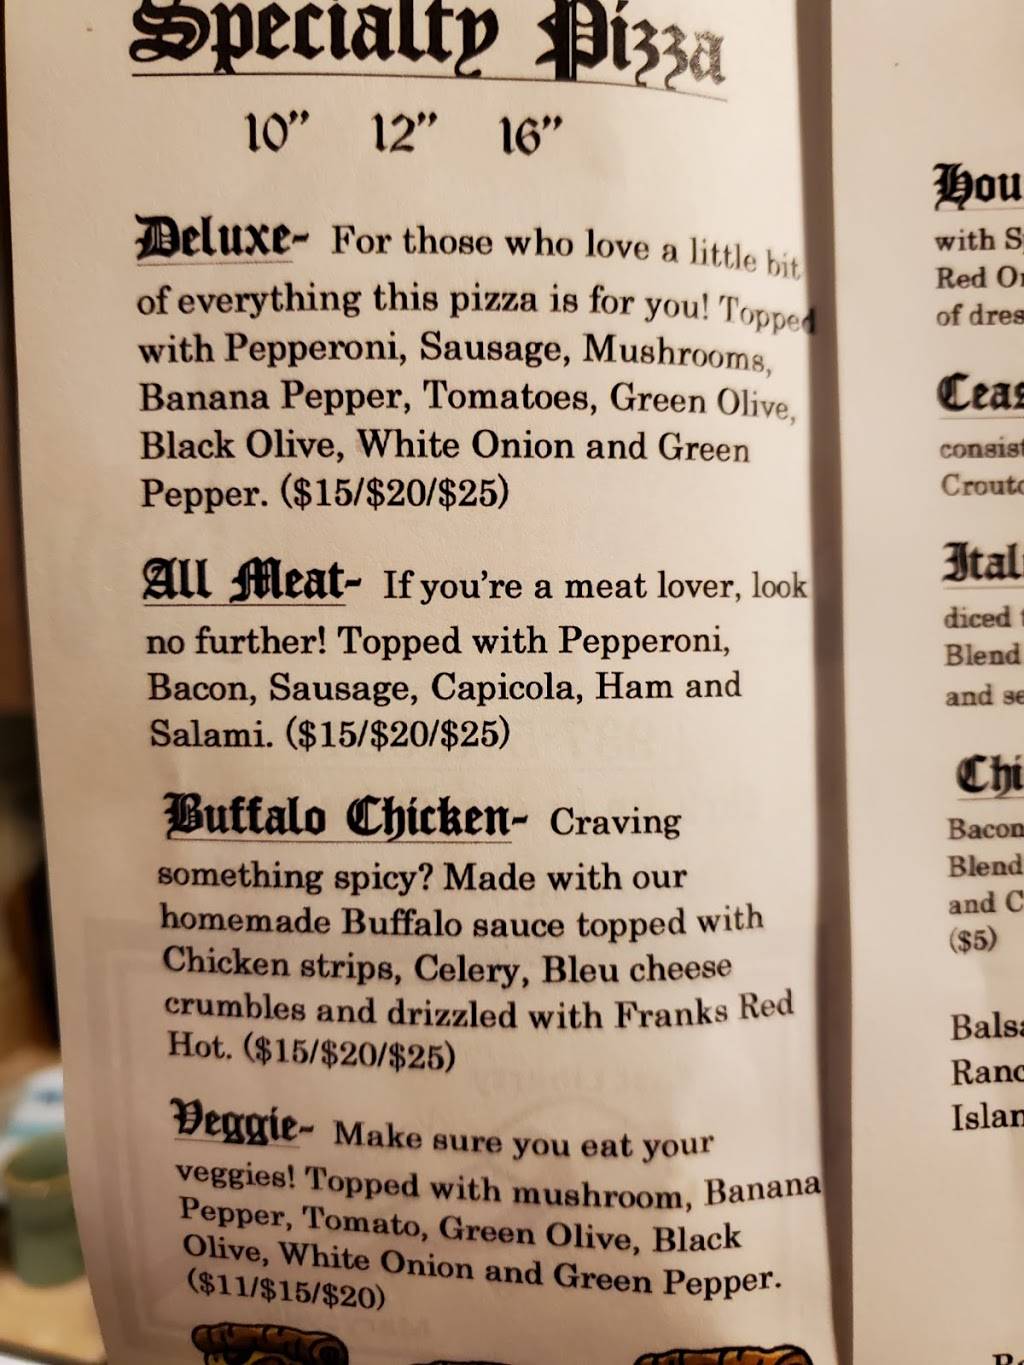 Specialty Pizza
10” 12” 16”
Deluxe- For those who love a little bit
of everything this pizza is for you! Topped
with Pepperoni, Sausage, Mushrooms,
Banana Pepper, Tomatoes, Green Olive,
Black Olive, White Onion and Green
Pepper. ($15/$20/$25)
All Meat- If you’re a meat lover, look
no further! Topped with Pepperoni,
Bacon, Sausage, Capicola, Ham and
Salami. ($15/$20/$25)
Buffalo Chicken- Craving
something spicy? Made with our
homemade Buffalo sauce topped with
Chicken strips, Celery, Bleu cheese
crumbles and drizzled with Franks Red
Hot. ($15/$20/$25)
Veggie- Make sure you eat your
veggies! Topped with mushroom, Banana
Pepper, Tomato, Green Olive, Black
Olive, White Onion and Green Pepper.
($11/$15/$20)
with
Red
of
diced
Blend
and
Bacon
Blend
and
($5)